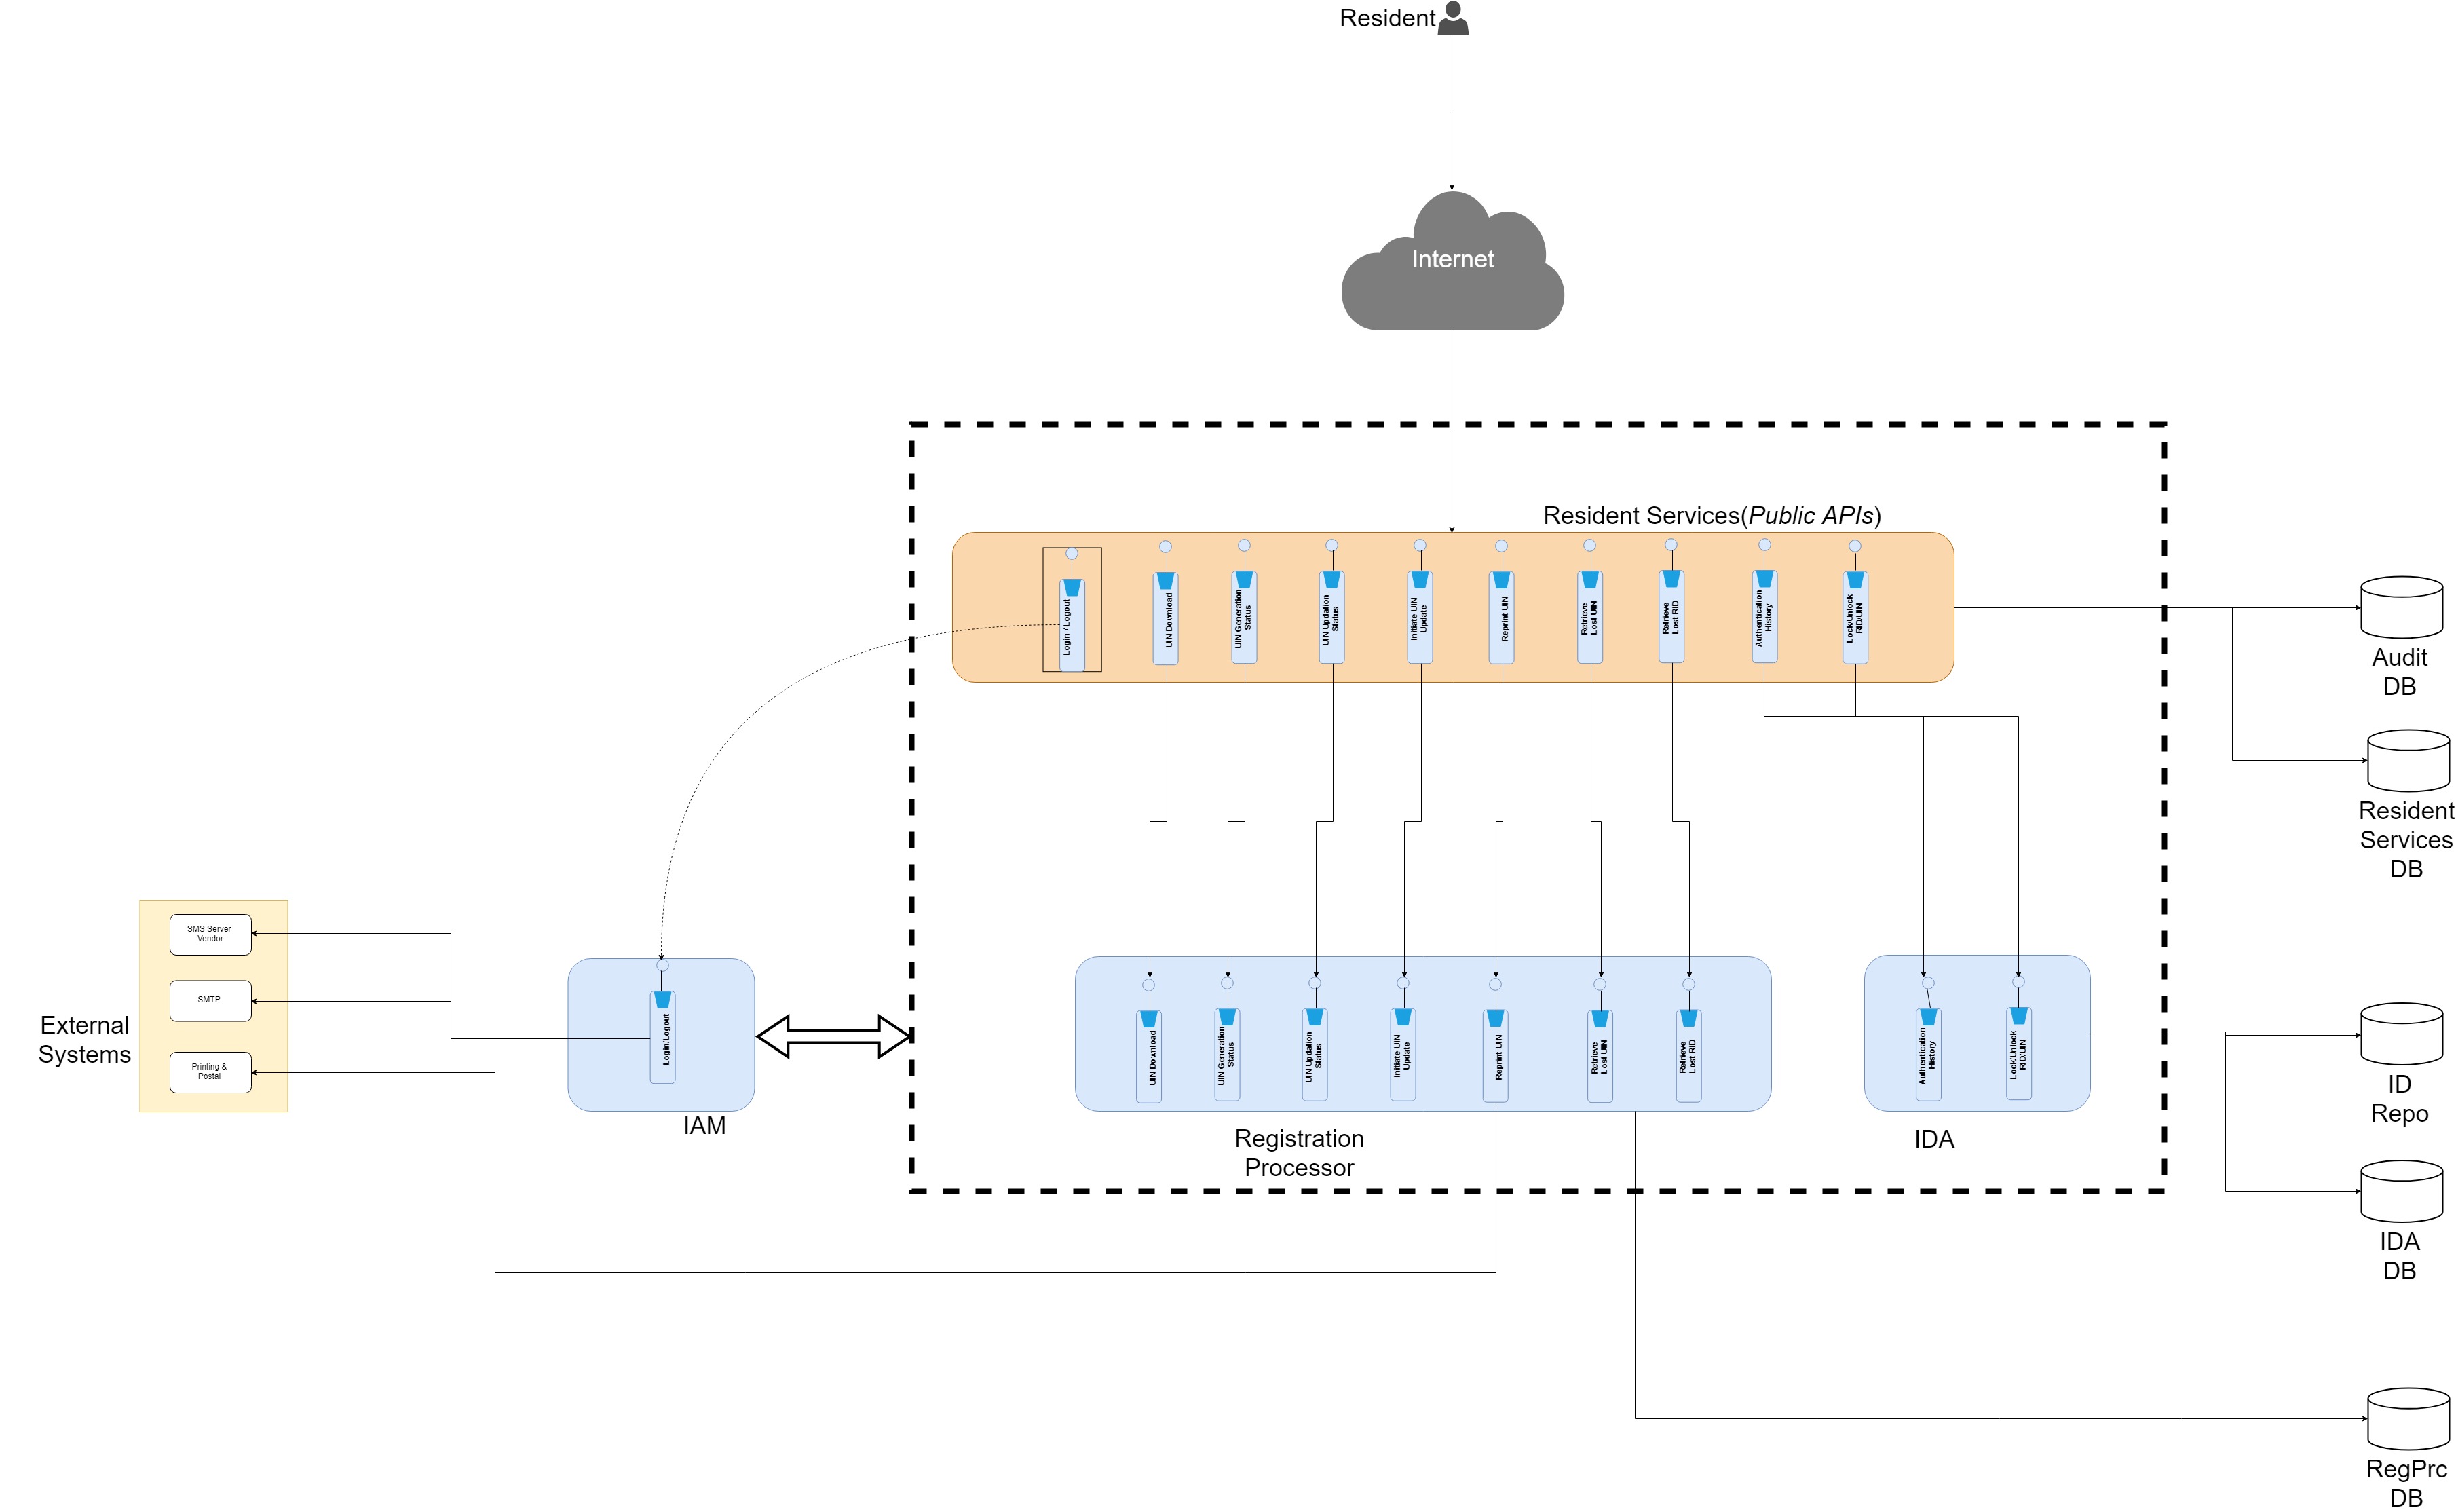 Resident
Internet
Resident Services(Public APIs)
Login / Logout
UIN Download
UIN Generation
Status
UIN Updation
Status
Initiate UIN
Update
Reprint UIN
Retrieve
Lost UIN
Retrieve
Lost RID
Authentication
History
Lock/Unlock
RID/UIN
Audit
DB
Resident
Services
DB
External
Systems
SMS Server
Vendor
SMTP
Printing &
Postal
Login/Logout
IAM
UIN Download
UIN Generation
Status
UIN Updation
Status
Initiate UIN
Update
Reprint UIN
Retrieve
Lost UIN
Retrieve
Lost RID
Registration
Processor
Authentication
History
Lock/Unlock
RID/UIN
IDA
ID
Repo
IDA
DB
RegPrc
DB